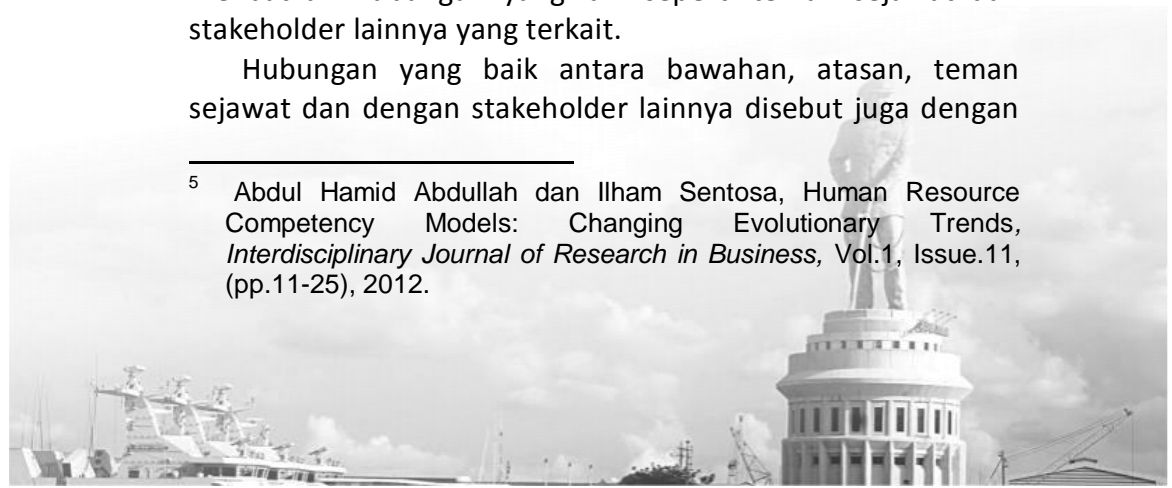 stakeholder lainnya yang terkait.
Hubungan yang baik antara bawahan, atasan, teman
sejawat dan dengan stakeholder lainnya disebut juga dengan
5 Abdul Hamid Abdullah dan Ilham Sentosa, Human Resource
Competency Models: Changing Evolutionary Trends,
Interdisciplinary Journal of Research in Business, Vol.1, Issue.11,
(pp.11-25), 2012.